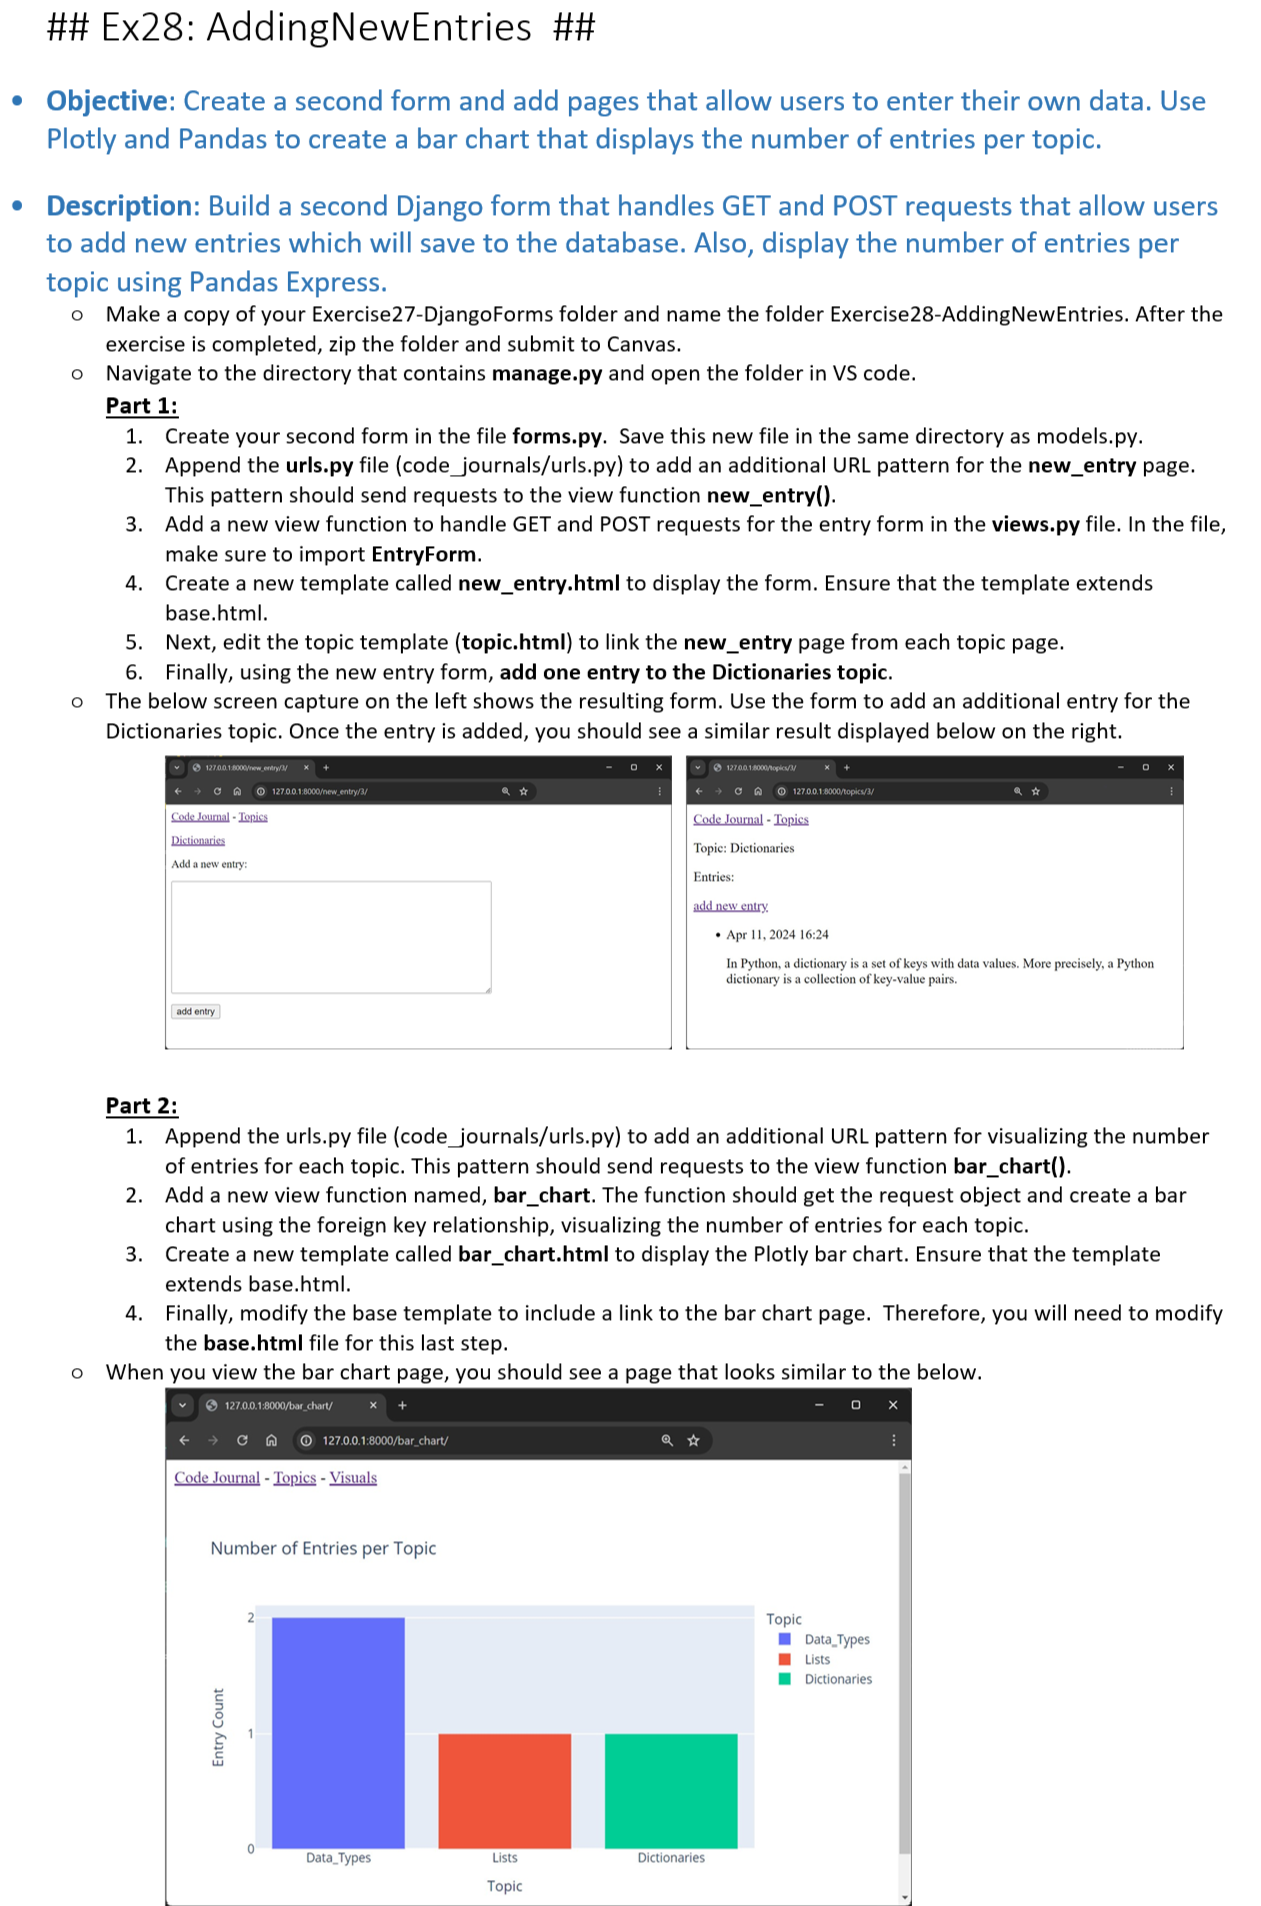 ## Ex28: AddingNewEntries ##
• Objective: Create a second form and add pages that allow users to enter their own data. Use
Plotly and Pandas to create a bar chart that displays the number of entries per topic.
• Description: Build a second Django form that handles GET and POST requests that allow users
to add new entries which will save to the database. Also, display the number of entries per
topic using Pandas Express.
o Make a copy of your Exercise27-DjangoForms folder and name the folder Exercise28-AddingNewEntries. After the
exercise is completed, zip the folder and submit to Canvas.
o Navigate to the directory that contains manage.py and open the folder in VS code.
Part 1:
1. Create your second form in the file forms.py. Save this new file in the same directory as models.py.
2. Append the urls.py file (code_journals/urls.py) to add an additional URL pattern for the new_entry page.
This pattern should send requests to the view function new_entry().
3. Add a new view function to handle GET and POST requests for the entry form in the views.py file. In the file,
make sure to import EntryForm.
4. Create a new template called new_entry.html to display the form. Ensure that the template extends
base.html.
5. Next, edit the topic template (topic.html) to link the new_entry page from each topic page.
6. Finally, using the new entry form, add one entry to the Dictionaries topic.
o The below screen capture on the left shows the resulting form. Use the form to add an additional entry for the
Dictionaries topic. Once the entry is added, you should see a similar result displayed below on the right.
127.0.0.1:8000/new_entry/3/
127.0.0.1:8000/new_entry/3/
Code Journal - Topics
Dictionaries
Add a new entry:
add entry
127.0.0.1:8000/topics/3/
127.0.0.1:8000/topics/3/
Code Journal - Topics
Topic: Dictionaries
Entries:
add new entry
• Apr 11, 2024 16:24
In Python, a dictionary is a set of keys with data values. More precisely, a Python
dictionary is a collection of key-value pairs.
Part 2:
1. Append the urls.py file (code_journals/urls.py) to add an additional URL pattern for visualizing the number
of entries for each topic. This pattern should send requests to the view function bar_chart().
2. Add a new view function named, bar_chart. The function should get the request object and create a bar
chart using the foreign key relationship, visualizing the number of entries for each topic.
3. Create a new template called bar_chart.html to display the Plotly bar chart. Ensure that the template
extends base.html.
4. Finally, modify the base template to include a link to the bar chart page. Therefore, you will need to modify
the base.html file for this last step.
o When you view the bar chart page, you should see a page that looks similar to the below.
127.0.0.1:8000/bar_chart/
127.0.0.1:8000/bar_chart/
Code Journal - Topics - Visuals
Number of Entries per Topic
2
1
0
Entry Count
Data_Types
Lists
Dictionaries
Topic
Topic
Data_Types
Lists
Dictionaries